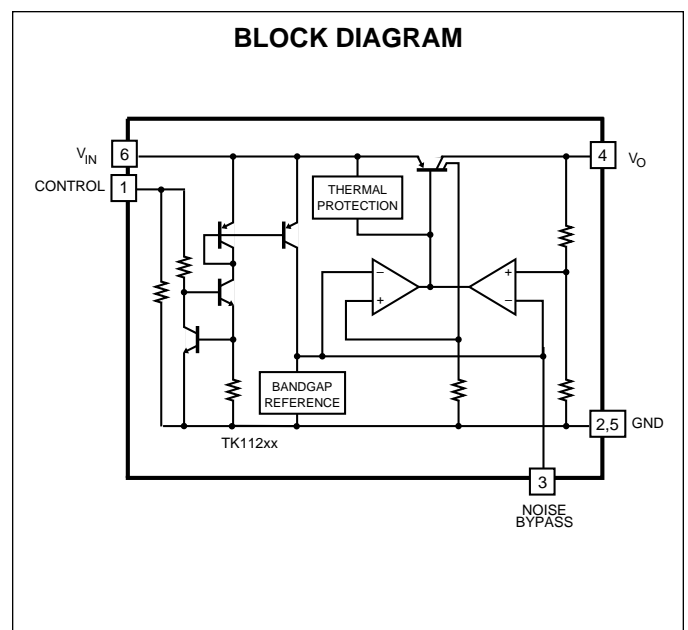 BLOCK DIAGRAM
VIN
6
4
VO
CONTROL
1
THERMAL
PROTECTION
−
+
+
−
BANDGAP
REFERENCE
2,5
GND
TK112xx
3
NOISE
BYPASS